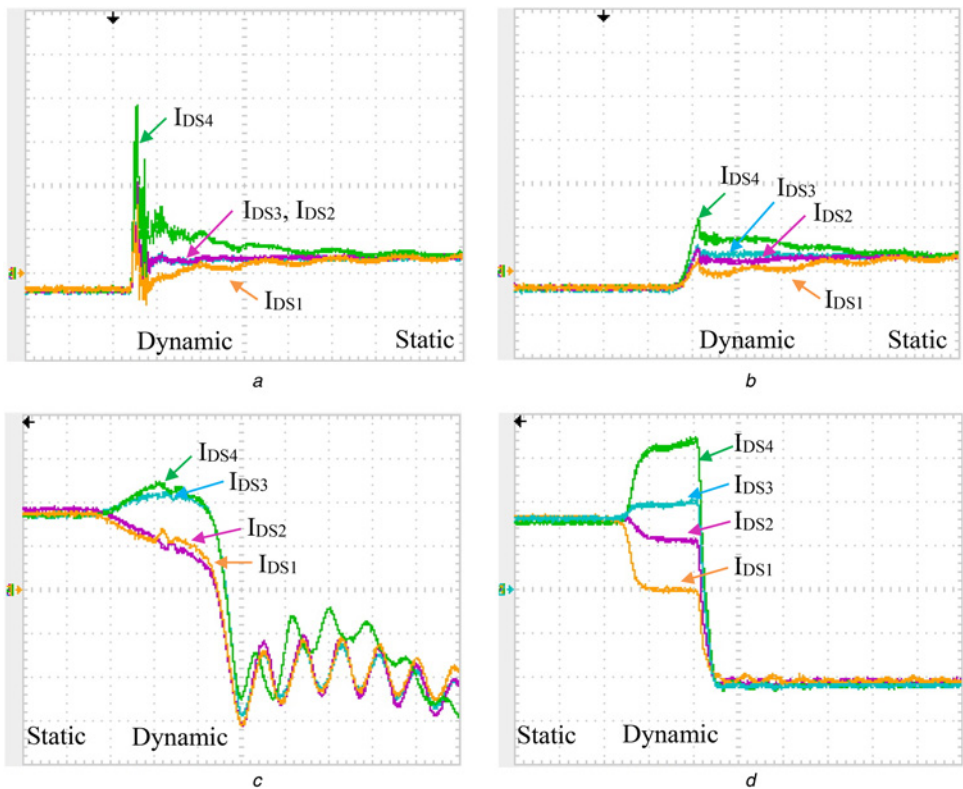 IDS4
IDS3, IDS2
IDS1
Dynamic
Static
a
IDS4
IDS3
IDS2
IDS1
Dynamic
Static
b
IDS4
IDS3
IDS2
IDS1
Static
Dynamic
c
IDS4
IDS3
IDS2
IDS1
Static
Dynamic
d